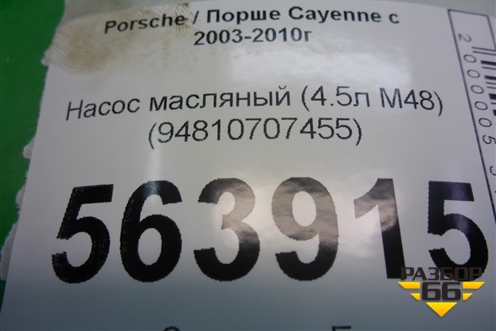 Porsche / Порше Cayenne с
2003-2010г
Насос масляный (4.5л М48)
(94810707455)
563915
РАЗБОР
66